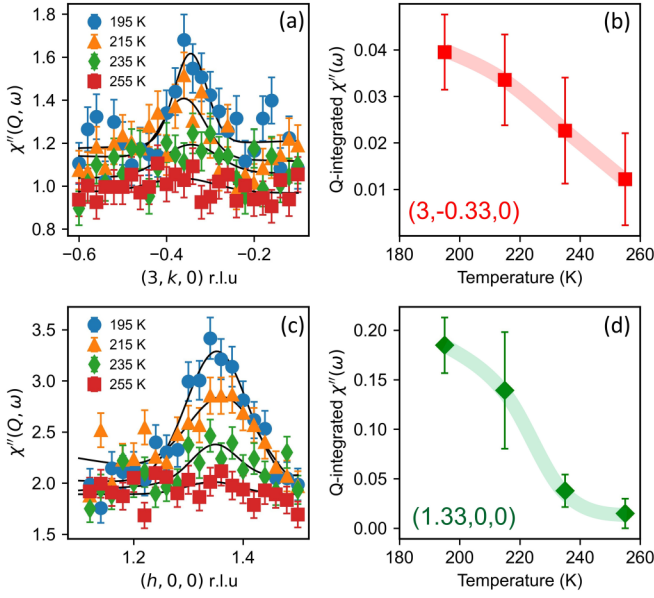 (a)
195 K
215 K
235 K
255 K
1.8
1.6
1.4
1.2
1.0
0.8
χ′′(Q, ω)
−0.6
−0.4
−0.2
(3, k, 0) r.l.u
(b)
0.04
0.03
0.02
0.01
Q-integrated χ′′(ω)
(3,-0.33,0)
180
200
220
240
260
Temperature (K)
(c)
195 K
215 K
235 K
255 K
3.5
3.0
2.5
2.0
1.5
χ′′(Q, ω)
1.2
1.4
(h, 0, 0) r.l.u
(d)
0.20
0.15
0.10
0.05
0.00
Q-integrated χ′′(ω)
(1.33,0,0)
180
200
220
240
260
Temperature (K)